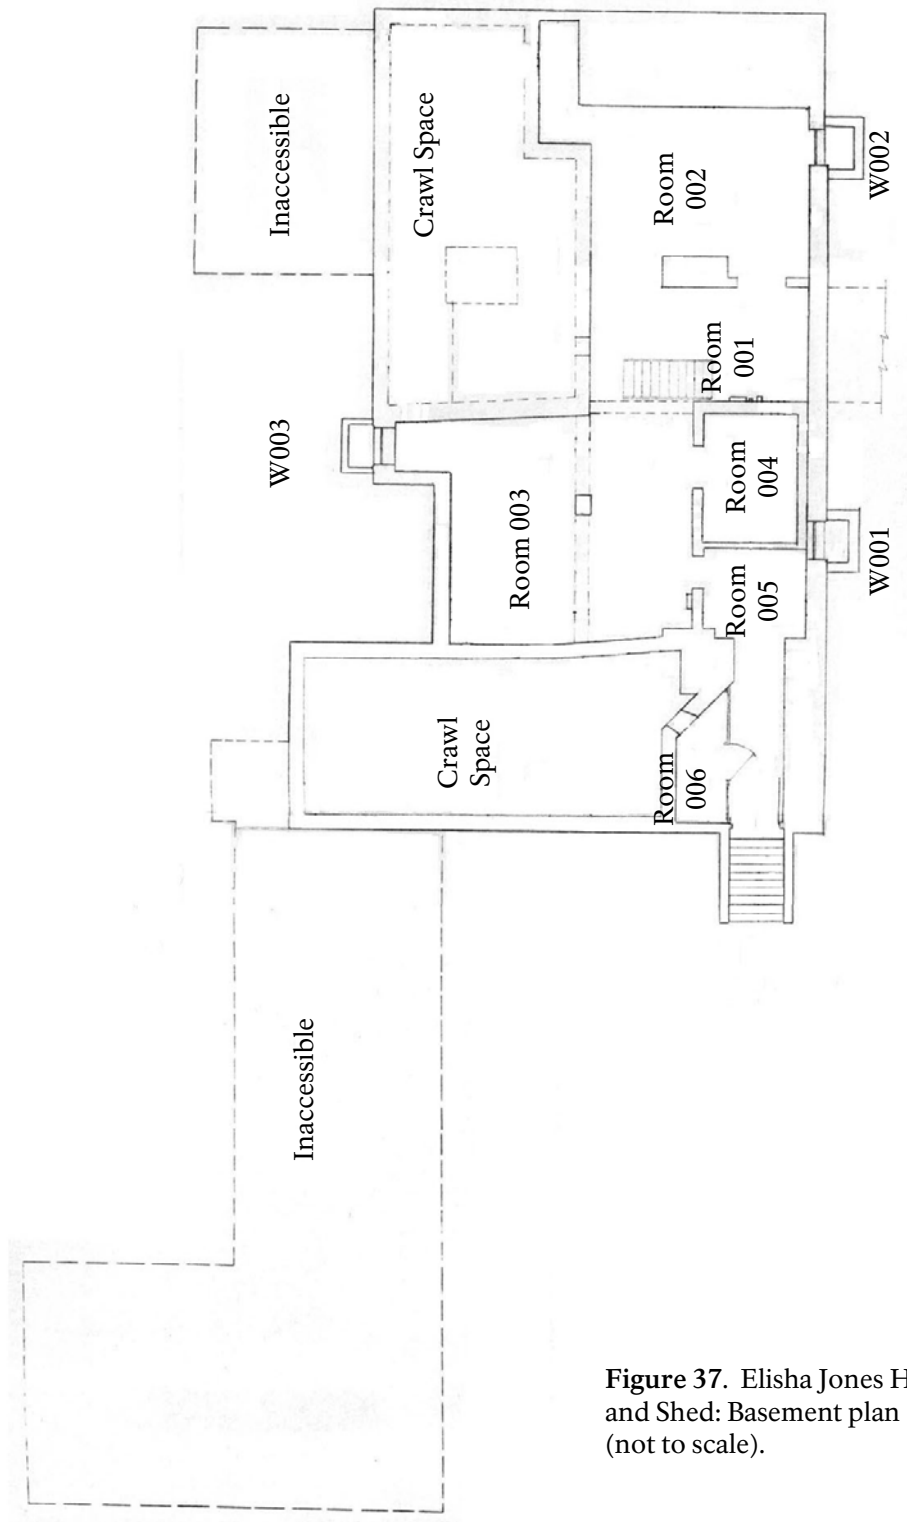 Inaccessible
Crawl Space
Room
002
W002
Room
001
W003
Room 003
Room
004
Room
005
W001
Crawl
Space
Room
006
Inaccessible
Figure 37. Elisha Jones H
and Shed: Basement plan
(not to scale).